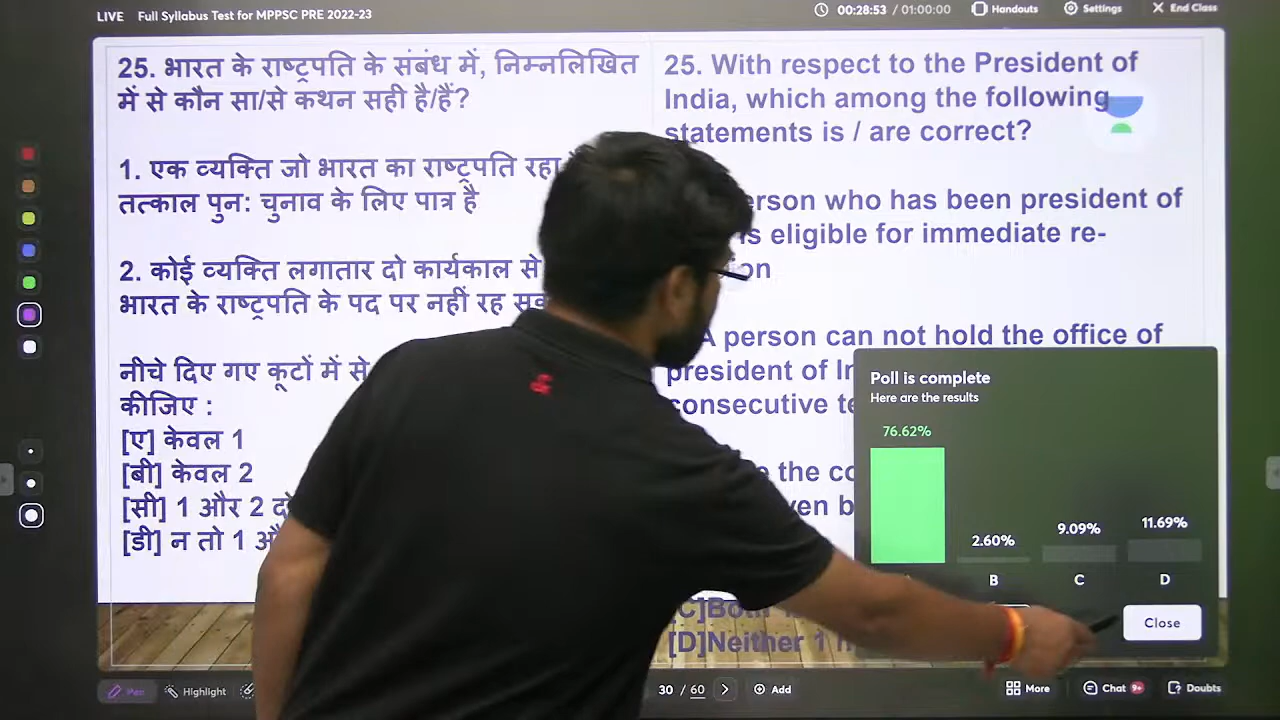 LIVE Full Syllabus Test for MPPSC PRE 2022-23
00:28:53 / 01:00:00 Handouts Settings End Class
25. भारत के राष्ट्रपति के संबंध में, निम्नलिखित
में से कौन सा/से कथन सही है/हैं?
1. एक व्यक्ति जो भारत का राष्ट्रपति रहा
तत्काल पुन: चुनाव के लिए पात्र है
2. कोई व्यक्ति लगातार दो कार्यकाल से
भारत के राष्ट्रपति के पद पर नहीं रह
नीचे दिए गए कूटों में से
कीजिए :
[ए] केवल 1
[बी] केवल 2
[सी] 1 और 2
[डी] न तो 1
25. With respect to the President of
India, which among the following
statements is / are correct?
who has been president of
is eligible for immediate re-
A person can not hold the office of
president of
consecutive
the
[D]Neither 1
Poll is complete
Here are the results
76.62%
2.60%
9.09%
11.69%
B
C
D
Close
Pen Highlight 30 / 60 Add More Chat 9+ Doubts